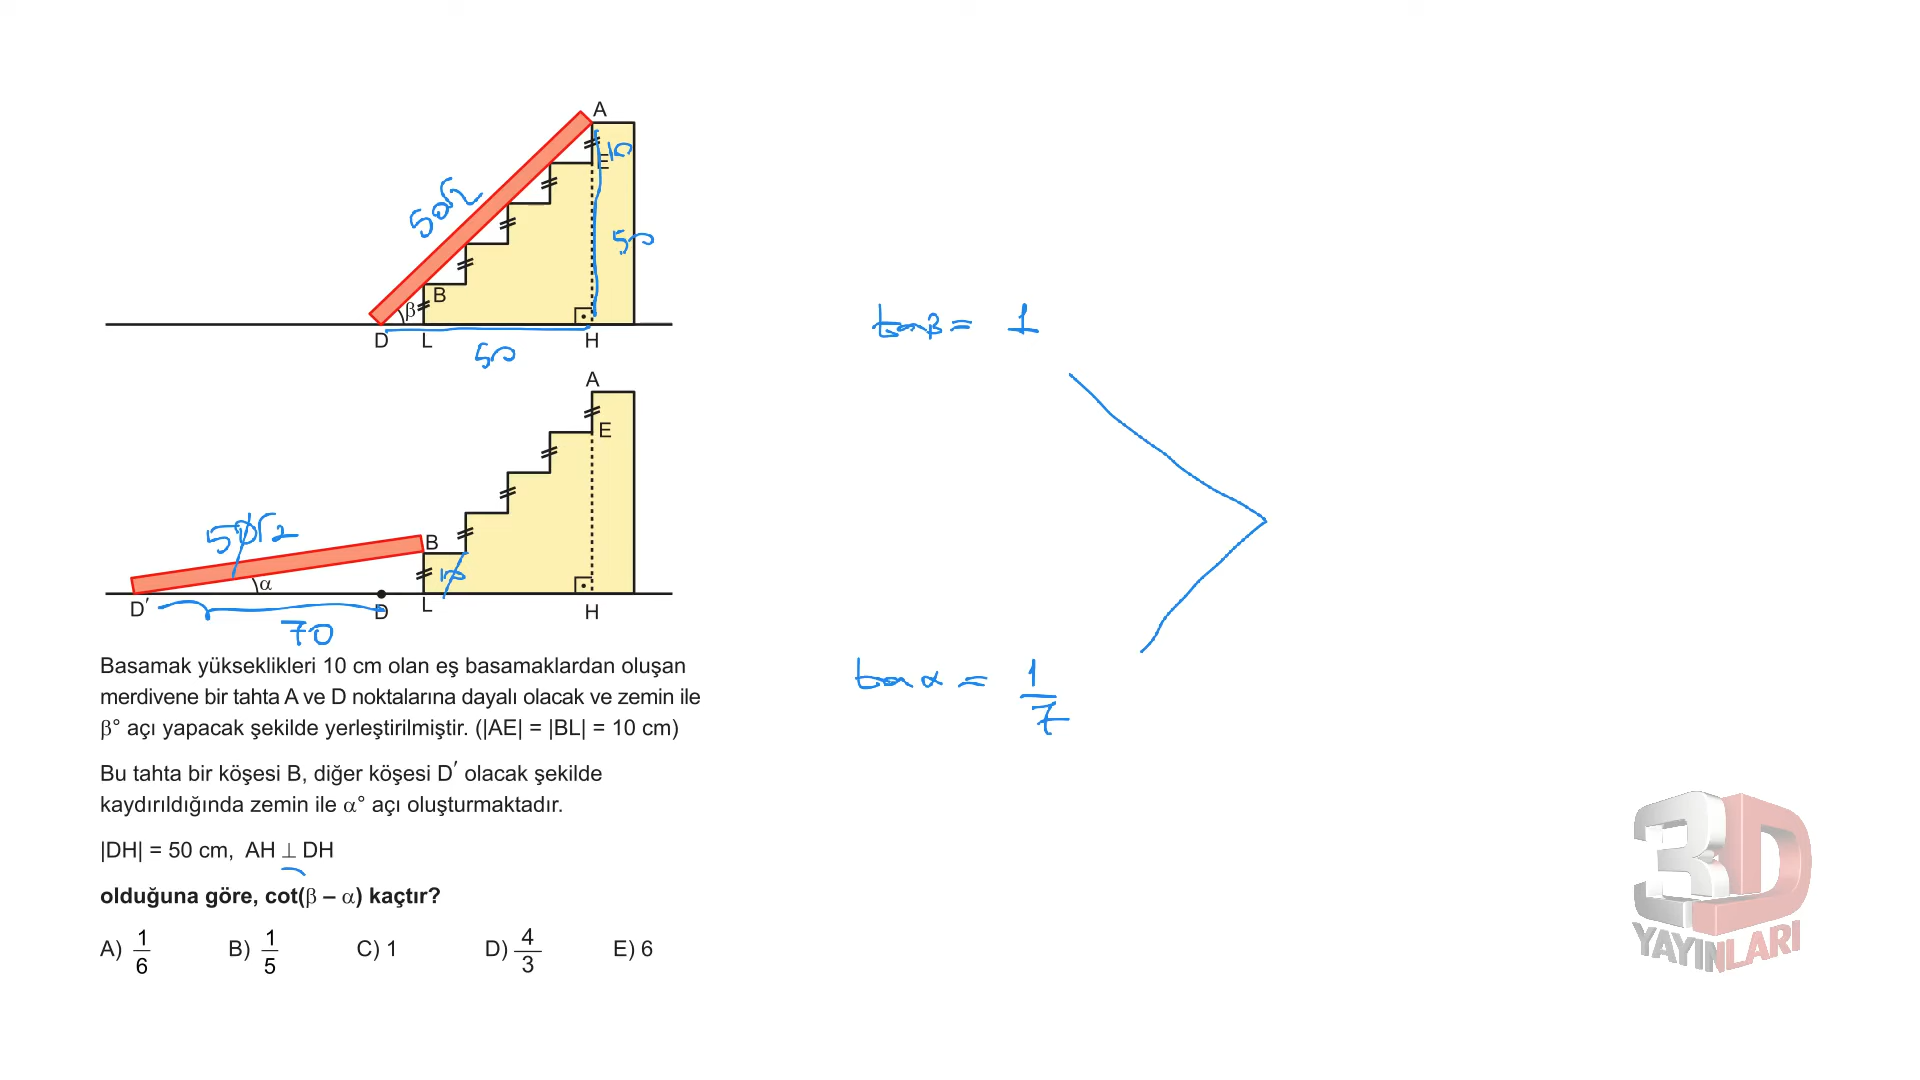 A
10
E
50√2
50
B
β
D L H
50
tanβ = 1
A
E
50√2
B
10
α
D′ D L H
70
tanα = 1/7
Basamak yükseklikleri 10 cm olan eş basamaklardan oluşan
merdivene bir tahta A ve D noktalarına dayalı olacak ve zemin ile
β° açı yapacak şekilde yerleştirilmiştir. (|AE| = |BL| = 10 cm)
Bu tahta bir köşesi B, diğer köşesi D′ olacak şekilde
kaydırıldığında zemin ile α° açı oluşturmaktadır.
|DH| = 50 cm, AH ⊥ DH
olduğuna göre, cot(β – α) kaçtır?
A) 1/6 B) 1/5 C) 1 D) 4/3 E) 6
3D
YAYINLARI